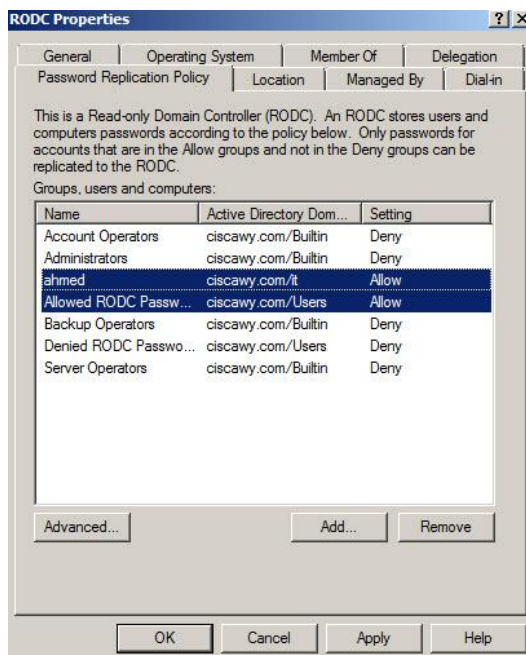 RODC Properties
General Operating System Member Of Delegation
Password Replication Policy Location Managed By Dial-in
This is a Read-only Domain Controller (RODC). An RODC stores users and
computers passwords according to the policy below. Only passwords for
accounts that are in the Allow groups and not in the Deny groups can be
replicated to the RODC.
Groups, users and computers:
Name Active Directory Dom... Setting
Account Operators ciscawy.com/Builtin Deny
Administrators ciscawy.com/Builtin Deny
ahmed ciscawy.com/it Allow
Allowed RODC Passw... ciscawy.com/Users Allow
Backup Operators ciscawy.com/Builtin Deny
Denied RODC Passwo... ciscawy.com/Users Deny
Server Operators ciscawy.com/Builtin Deny
Advanced... Add... Remove
OK Cancel Apply Help